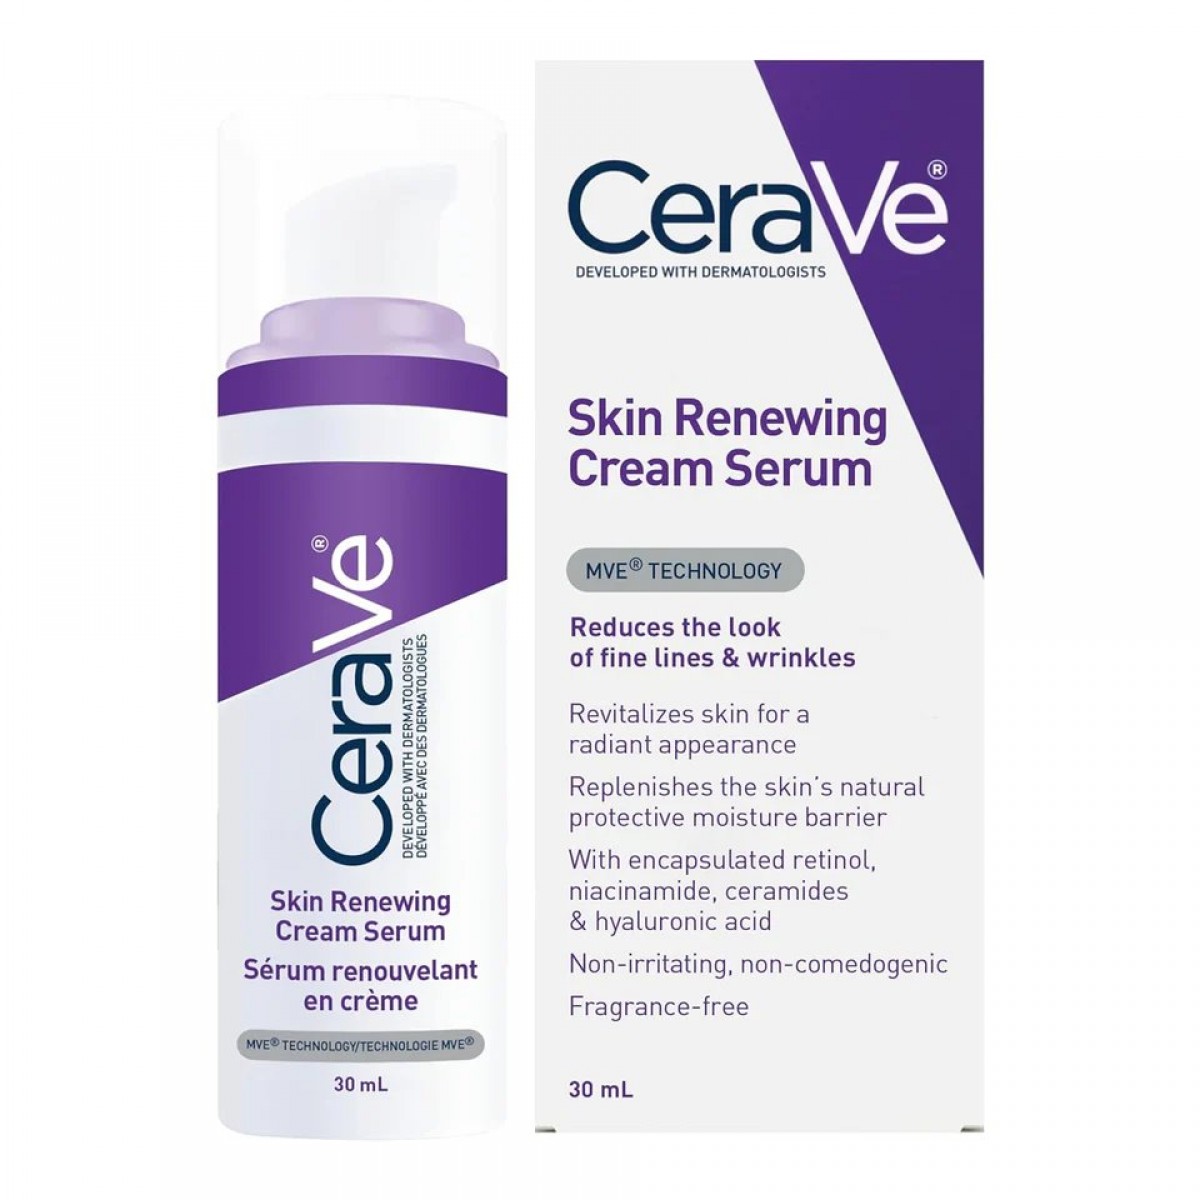 CeraVe®
DEVELOPED WITH DERMATOLOGISTS
DÉVELOPPÉ AVEC DES DERMATOLOGUES
Skin Renewing
Cream Serum
Sérum renouvelant
en crème
MVE® TECHNOLOGY/TECHNOLOGIE MVE®
30 mL
CeraVe®
DEVELOPED WITH DERMATOLOGISTS
Skin Renewing
Cream Serum
MVE® TECHNOLOGY
Reduces the look
of fine lines & wrinkles
Revitalizes skin for a
radiant appearance
Replenishes the skin's natural
protective moisture barrier
With encapsulated retinol,
niacinamide, ceramides
& hyaluronic acid
Non-irritating, non-comedogenic
Fragrance-free
30 mL